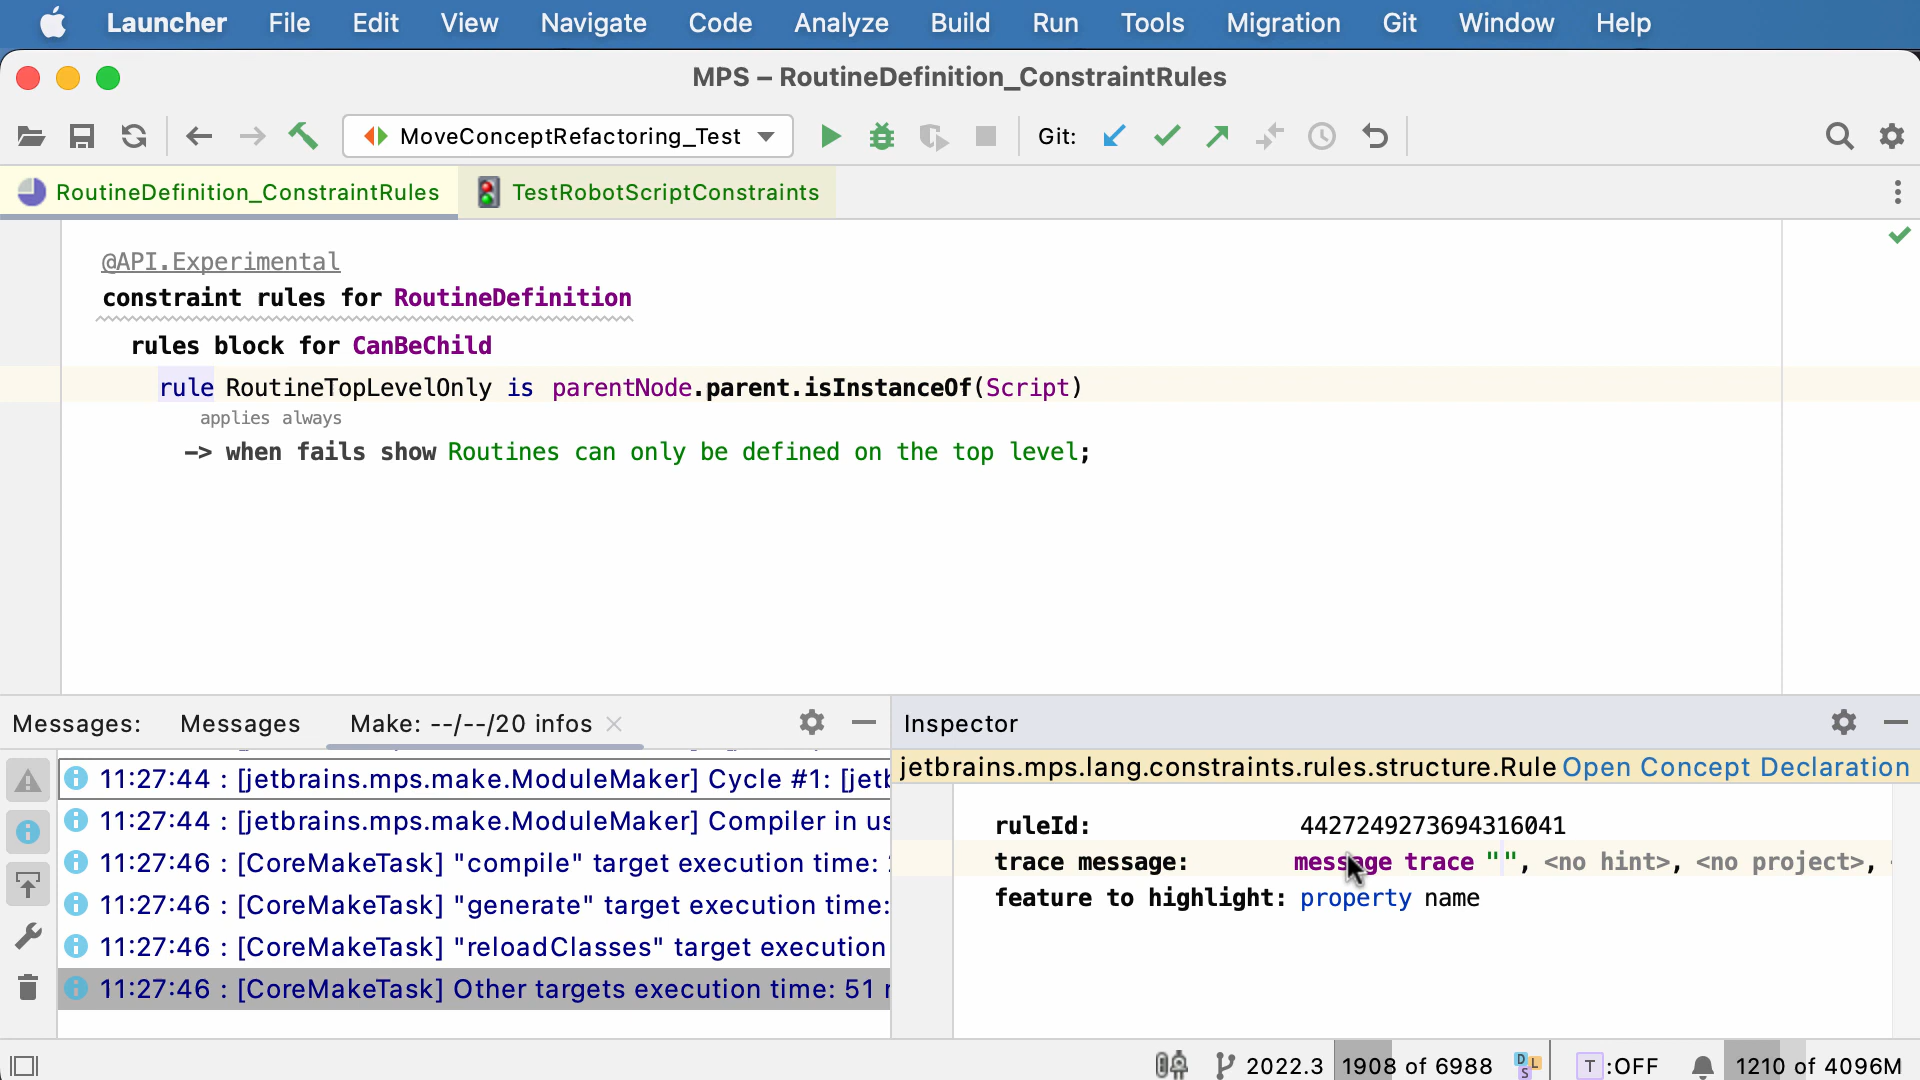 Launcher File Edit View Navigate Code Analyze Build Run Tools Migration Git Window Help
MPS – RoutineDefinition_ConstraintRules
MoveConceptRefactoring_Test Git:
RoutineDefinition_ConstraintRules TestRobotScriptConstraints
@API.Experimental
constraint rules for RoutineDefinition
rules block for CanBeChild
rule RoutineTopLevelOnly is parentNode.parent.isInstanceOf(Script)
applies always
-> when fails show Routines can only be defined on the top level;
Messages: Messages Make: --/--/20 infos
11:27:44 : [jetbrains.mps.make.ModuleMaker] Cycle #1: [jetb
11:27:44 : [jetbrains.mps.make.ModuleMaker] Compiler in us
11:27:46 : [CoreMakeTask] "compile" target execution time:
11:27:46 : [CoreMakeTask] "generate" target execution time:
11:27:46 : [CoreMakeTask] "reloadClasses" target execution
11:27:46 : [CoreMakeTask] Other targets execution time: 51
Inspector
jetbrains.mps.lang.constraints.rules.structure.Rule Open Concept Declaration
ruleId: 4427249273694316041
trace message: message trace "", <no hint>, <no project>,
feature to highlight: property name
2022.3 1908 of 6988 DSL T :OFF 1210 of 4096M